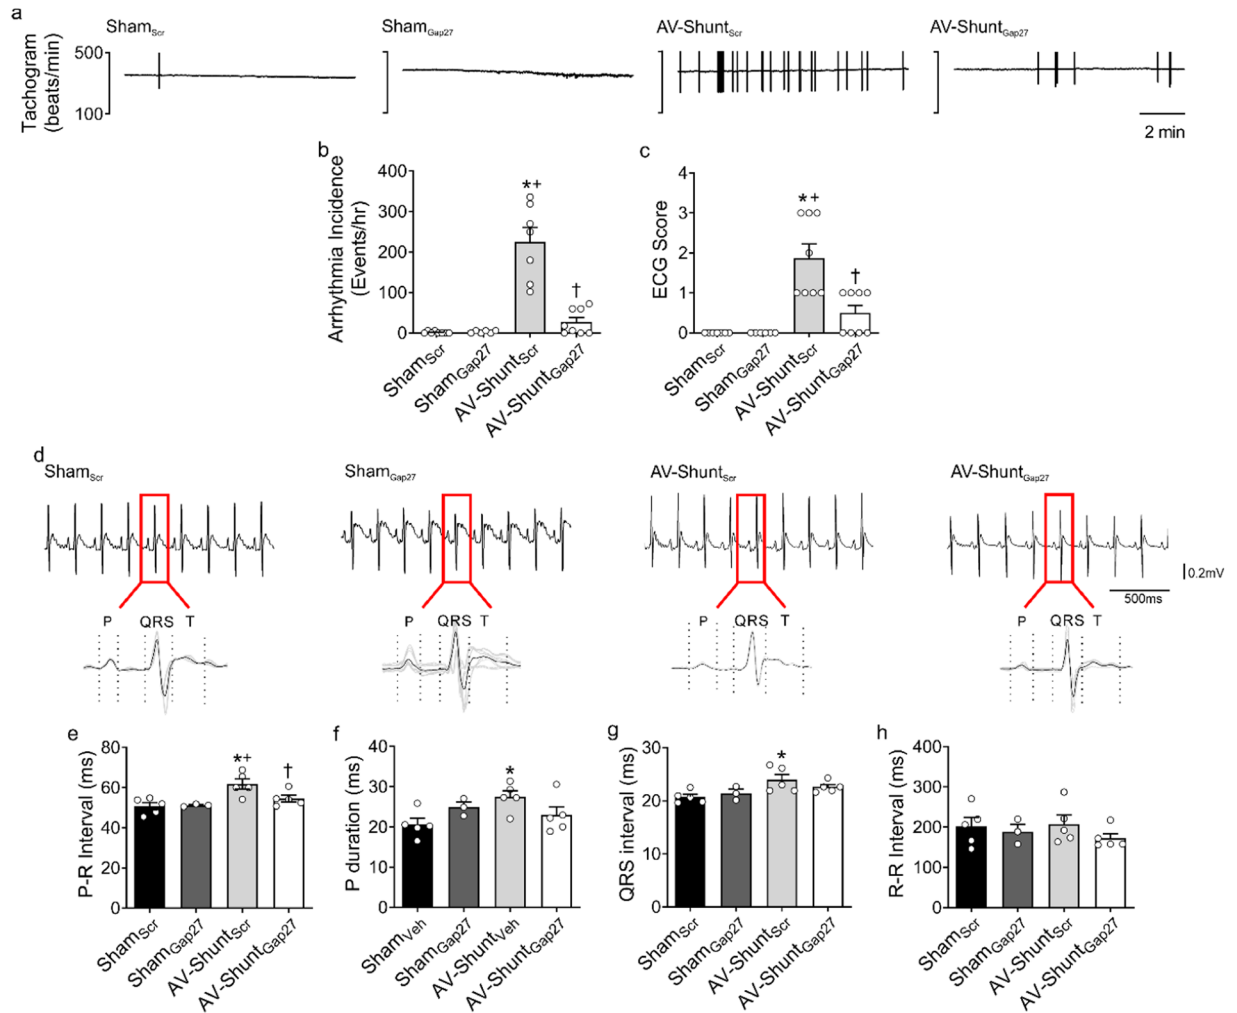 a
ShamScr
ShamGap27
AV-ShuntScr
AV-ShuntGap27
Tachogram
(beats/min)
500
100
2 min
b
Arrhythmia Incidence
(Events/hr)
400
300
200
100
0
*+
†
ShamScr
ShamGap27
AV-ShuntScr
AV-ShuntGap27
c
ECG Score
4
3
2
1
0
*+
†
ShamScr
ShamGap27
AV-ShuntScr
AV-ShuntGap27
d
ShamScr
ShamGap27
AV-ShuntScr
AV-ShuntGap27
0.2mV
500ms
P QRS T
P QRS T
P QRS T
P QRS T
e
P-R Interval (ms)
80
60
40
20
0
*+
†
ShamScr
ShamGap27
AV-ShuntScr
AV-ShuntGap27
f
P duration (ms)
40
30
20
10
0
*
ShamVeh
ShamGap27
AV-ShuntVeh
AV-ShuntGap27
g
QRS interval (ms)
30
20
10
0
*
ShamScr
ShamGap27
AV-ShuntScr
AV-ShuntGap27
h
R-R Interval (ms)
400
300
200
100
0
ShamScr
ShamGap27
AV-ShuntScr
AV-ShuntGap27